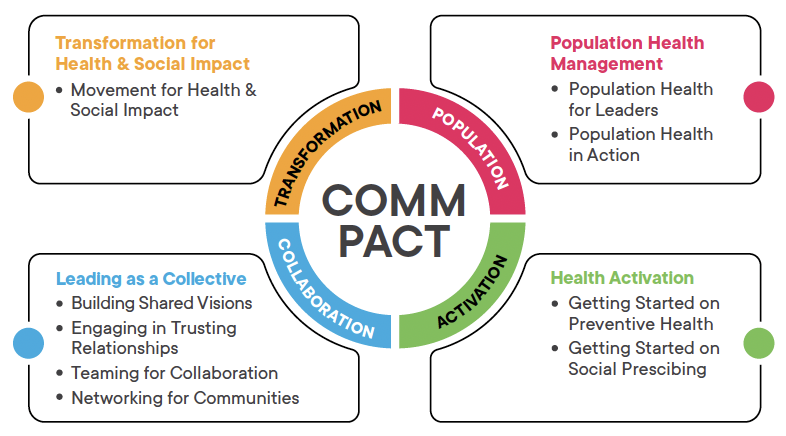 Transformation for
Health & Social Impact
• Movement for Health &
Social Impact
Population Health
Management
• Population Health
for Leaders
• Population Health
in Action
TRANSFORMATION
POPULATION
COMM
PACT
COLLABORATION
ACTIVATION
Leading as a Collective
• Building Shared Visions
• Engaging in Trusting
Relationships
• Teaming for Collaboration
• Networking for Communities
Health Activation
• Getting Started on
Preventive Health
• Getting Started on
Social Prescibing